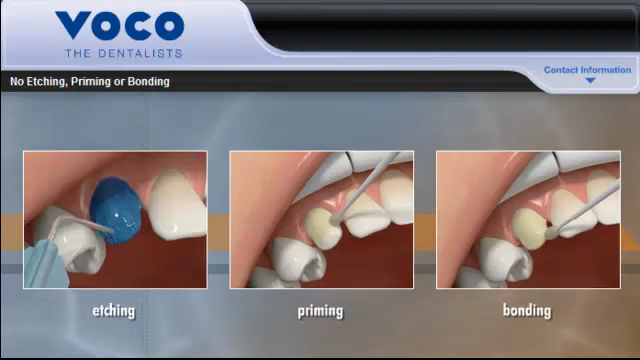 VOCO
THE DENTALISTS
Contact Information
No Etching, Priming or Bonding
etching
priming
bonding